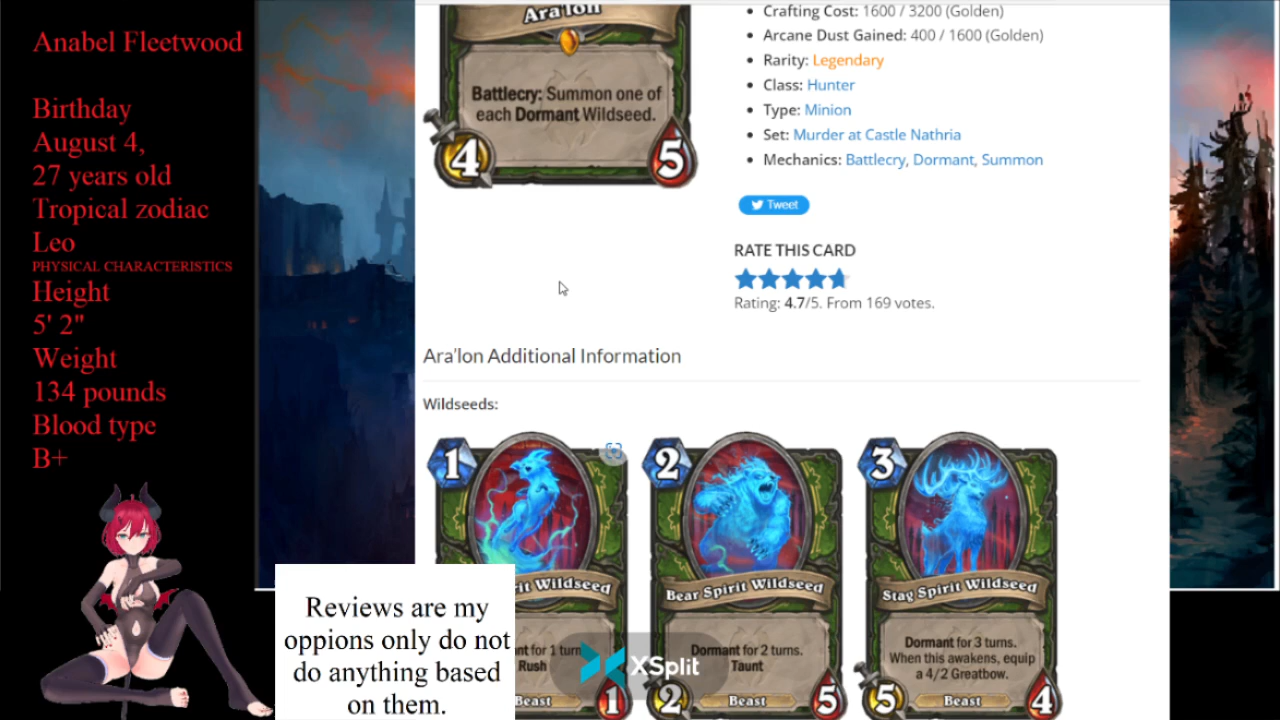 Anabel Fleetwood
Birthday
August 4,
27 years old
Tropical zodiac
Leo
PHYSICAL CHARACTERISTICS
Height
5' 2"
Weight
134 pounds
Blood type
B+
Reviews are my
oppions only do not
do anything based
on them.
Ara'lon
Battlecry: Summon one of
each Dormant Wildseed.
4
5
Crafting Cost: 1600 / 3200 (Golden)
Arcane Dust Gained: 400 / 1600 (Golden)
Rarity: Legendary
Class: Hunter
Type: Minion
Set: Murder at Castle Nathria
Mechanics: Battlecry, Dormant, Summon
Tweet
RATE THIS CARD
Rating: 4.7/5. From 169 votes.
Ara'lon Additional Information
Wildseeds:
1
Wildseed
for 1 turn
Rush
Beast
1
2
Bear Spirit Wildseed
Dormant for 2 turns.
Taunt
2
Beast
5
3
Stag Spirit Wildseed
Dormant for 3 turns.
When this awakens, equip
a 4/2 Greatbow.
5
Beast
4
XSplit